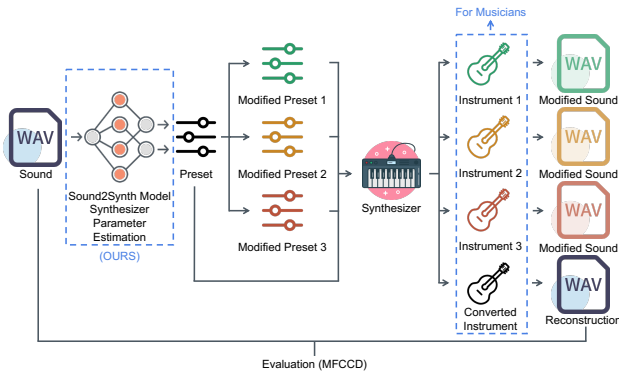 For Musicians
WAV
Sound
Sound2Synth Model
Synthesizer
Parameter
Estimation
(OURS)
Preset
Modified Preset 1
Modified Preset 2
Modified Preset 3
Synthesizer
Instrument 1
Instrument 2
Instrument 3
Converted
Instrument
WAV
Modified Sound
WAV
Modified Sound
WAV
Modified Sound
WAV
Reconstruction
Evaluation (MFCCD)